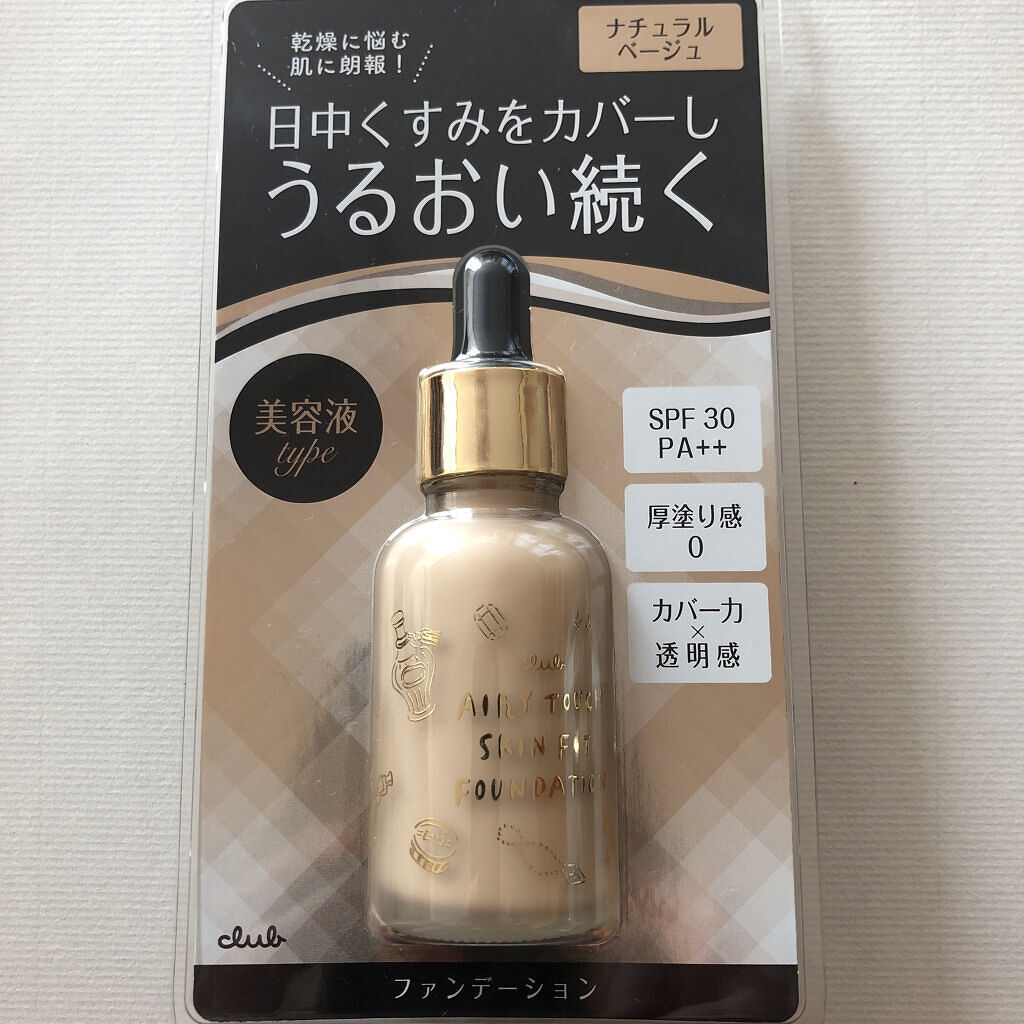 乾燥に悩む
肌に朗報！
ナチュラル
ベージュ
日中くすみをカバーし
うるおい続く
美容液
type
SPF 30
PA++
厚塗り感
0
カバー力
×
透明感
club
AIRY TOUCH
SKIN FIT
FOUNDATION
club
ファンデーション